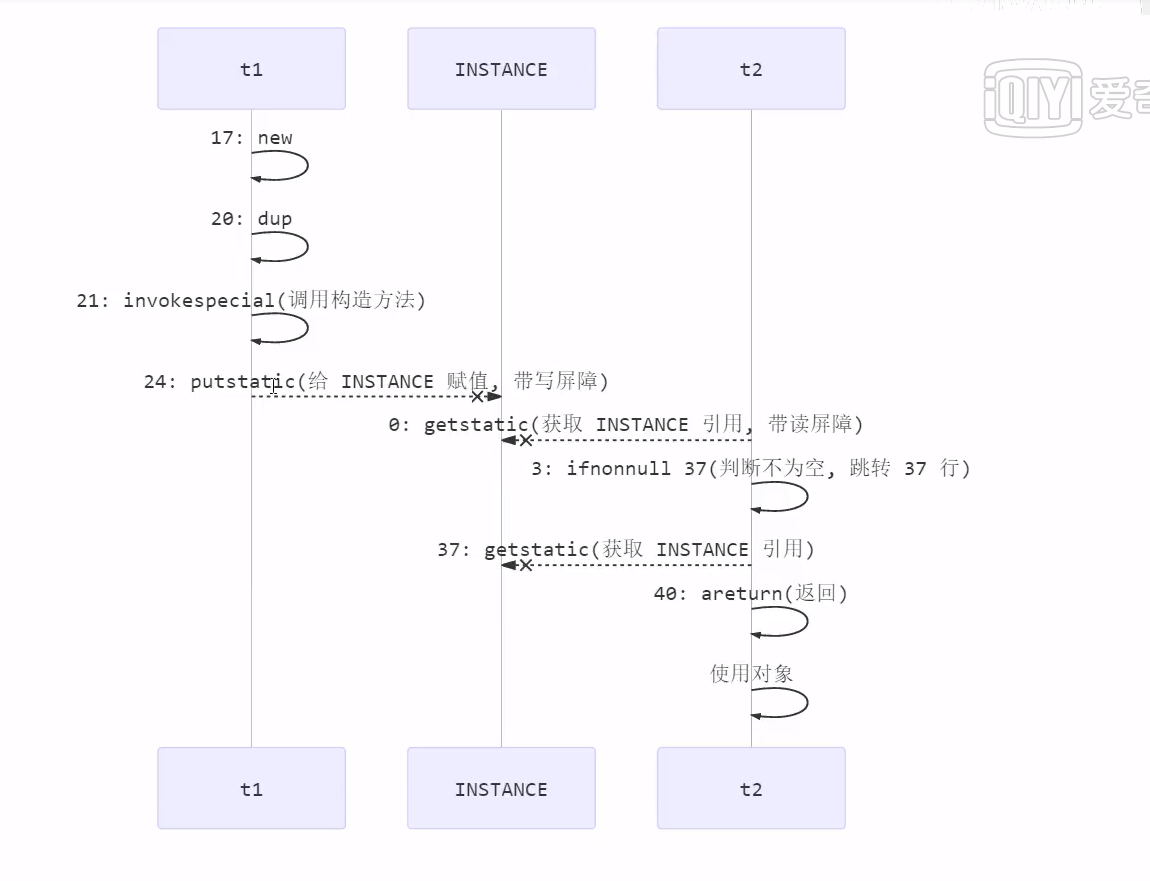 t1 INSTANCE t2
QIYI 爱奇
17: new
20: dup
21: invokespecial(调用构造方法)
24: putstatic(给 INSTANCE 赋值, 带写屏障)
0: getstatic(获取 INSTANCE 引用, 带读屏障)
3: ifnonnull 37(判断不为空, 跳转 37 行)
37: getstatic(获取 INSTANCE 引用)
40: areturn(返回)
使用对象
t1 INSTANCE t2